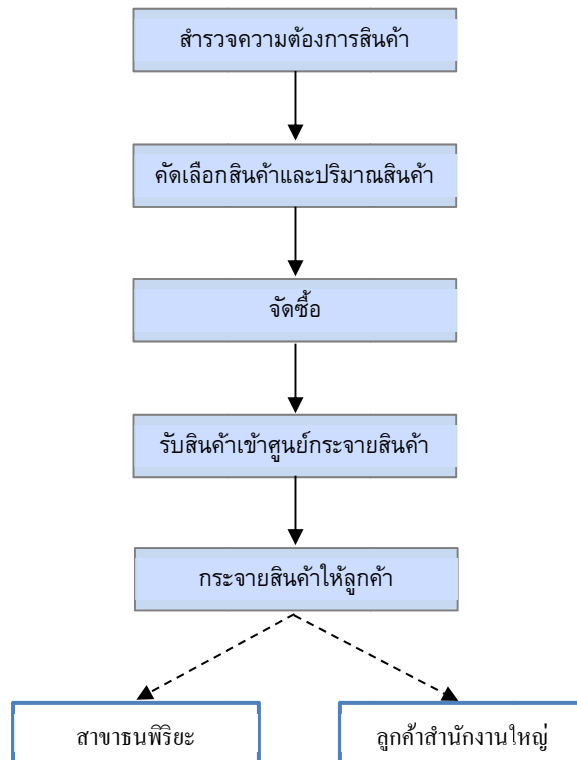 สำรวจความต้องการสินค้า
คัดเลือกสินค้าและปริมาณสินค้า
จัดซื้อ
รับสินค้าเข้าศูนย์กระจายสินค้า
กระจายสินค้าให้ลูกค้า
สาขาธนพิริยะ
ลูกค้าสำนักงานใหญ่